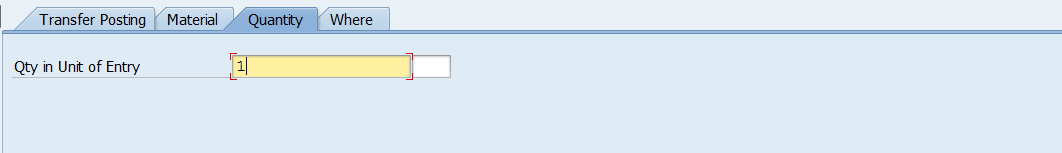 Transfer Posting Material Quantity Where
Qty in Unit of Entry 1